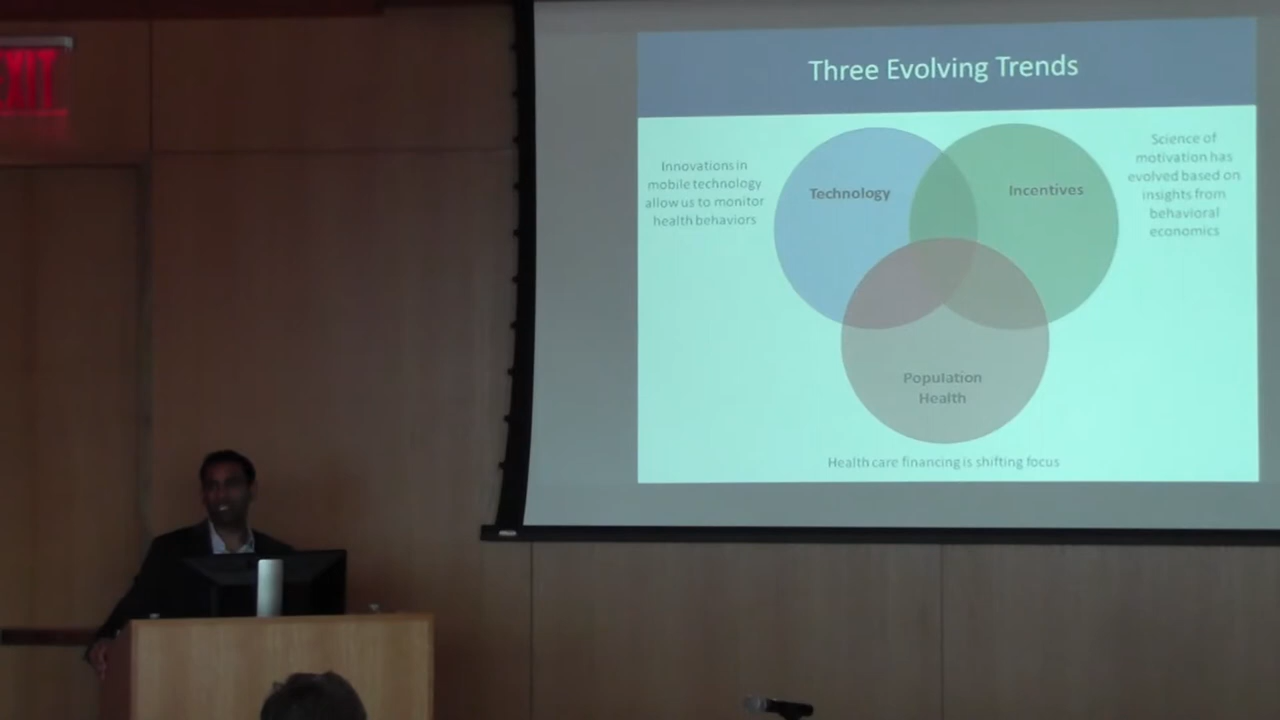 EXIT
Three Evolving Trends
Innovations in
mobile technology
allow us to monitor
health behaviors
Technology
Incentives
Science of
motivation has
evolved based on
insights from
behavioral
economics
Population
Health
Health care financing is shifting focus